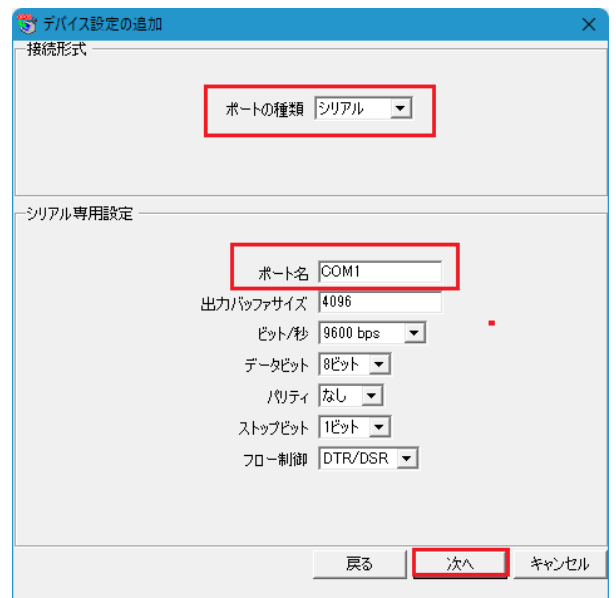 デバイス設定の追加
接続形式
ポートの種類 シリアル
シリアル専用設定
ポート名 COM1
出力バッファサイズ 4096
ビット/秒 9600 bps
データビット 8ビット
パリティ なし
ストップビット 1ビット
フロー制御 DTR/DSR
戻る 次へ キャンセル